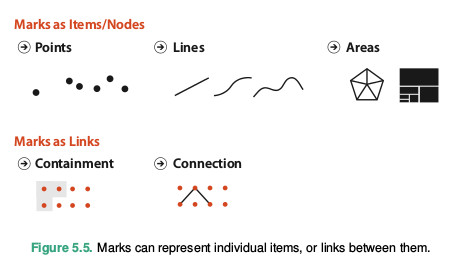 Marks as Items/Nodes
Points
Lines
Areas
Marks as Links
Containment
Connection
Figure 5.5. Marks can represent individual items, or links between them.